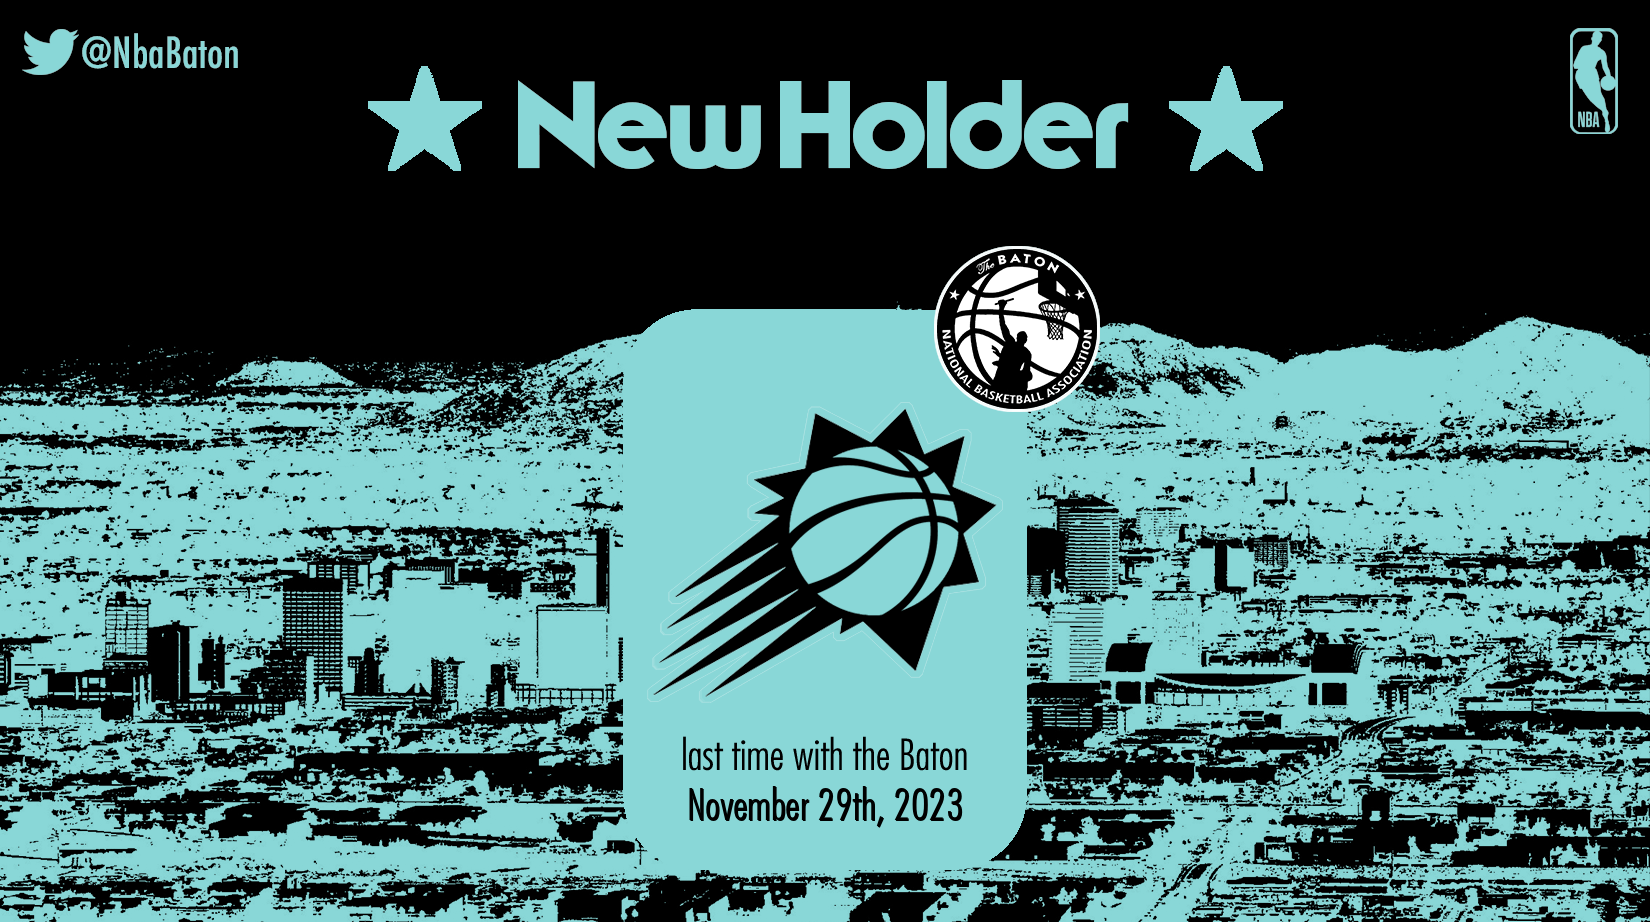 @NbaBaton
New Holder
NBA
The BATON
NATIONAL BASKETBALL ASSOCIATION
last time with the Baton
November 29th, 2023